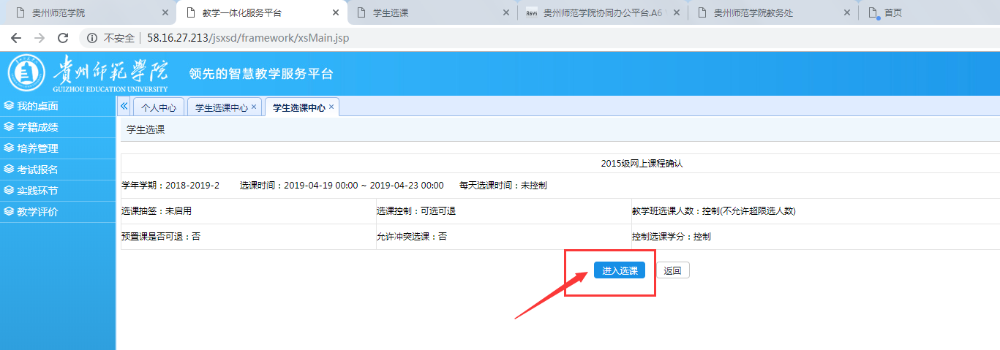 贵州师范学院
教学一体化服务平台
学生选课
贵州师范学院协同办公平台.A6
贵州师范学院教务处
首页
不安全 58.16.27.213/jsxsd/framework/xsMain.jsp
貴州师範學院
GUIZHOU EDUCATION UNIVERSITY
领先的智慧教学服务平台
我的桌面
学籍成绩
培养管理
考试报名
实践环节
教学评价
个人中心 学生选课中心 学生选课中心
学生选课
2015级网上课程确认
学年学期：2018-2019-2 选课时间：2019-04-19 00:00 ~ 2019-04-23 00:00 每天选课时间：未控制
选课抽签：未启用 选课控制：可选可退 教学班选课人数：控制(不允许超限选人数)
预置课是否可退：否 允许冲突选课：否 控制选课学分：控制
进入选课 返回